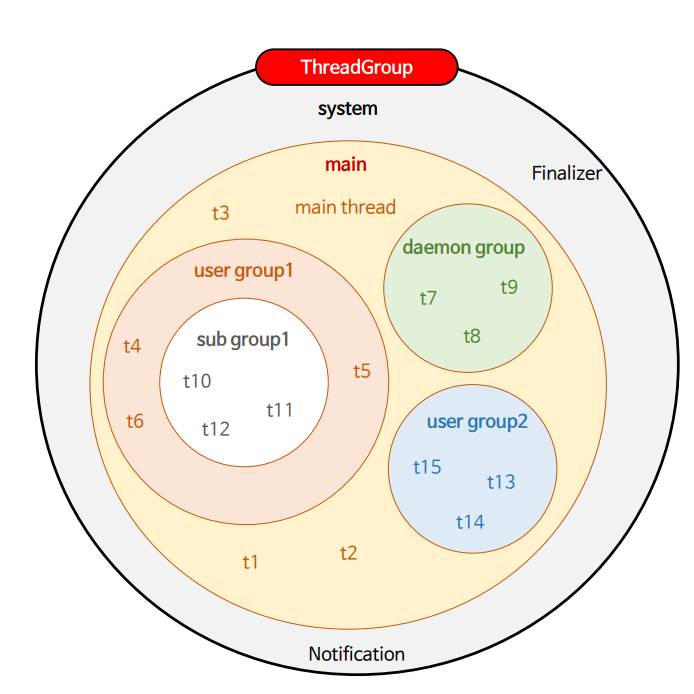 ThreadGroup
system
main
Finalizer
t3
main thread
daemon group
user group1
t7
t9
t8
sub group1
t4
t5
t10
t11
t12
t6
user group2
t15
t13
t14
t1
t2
Notification